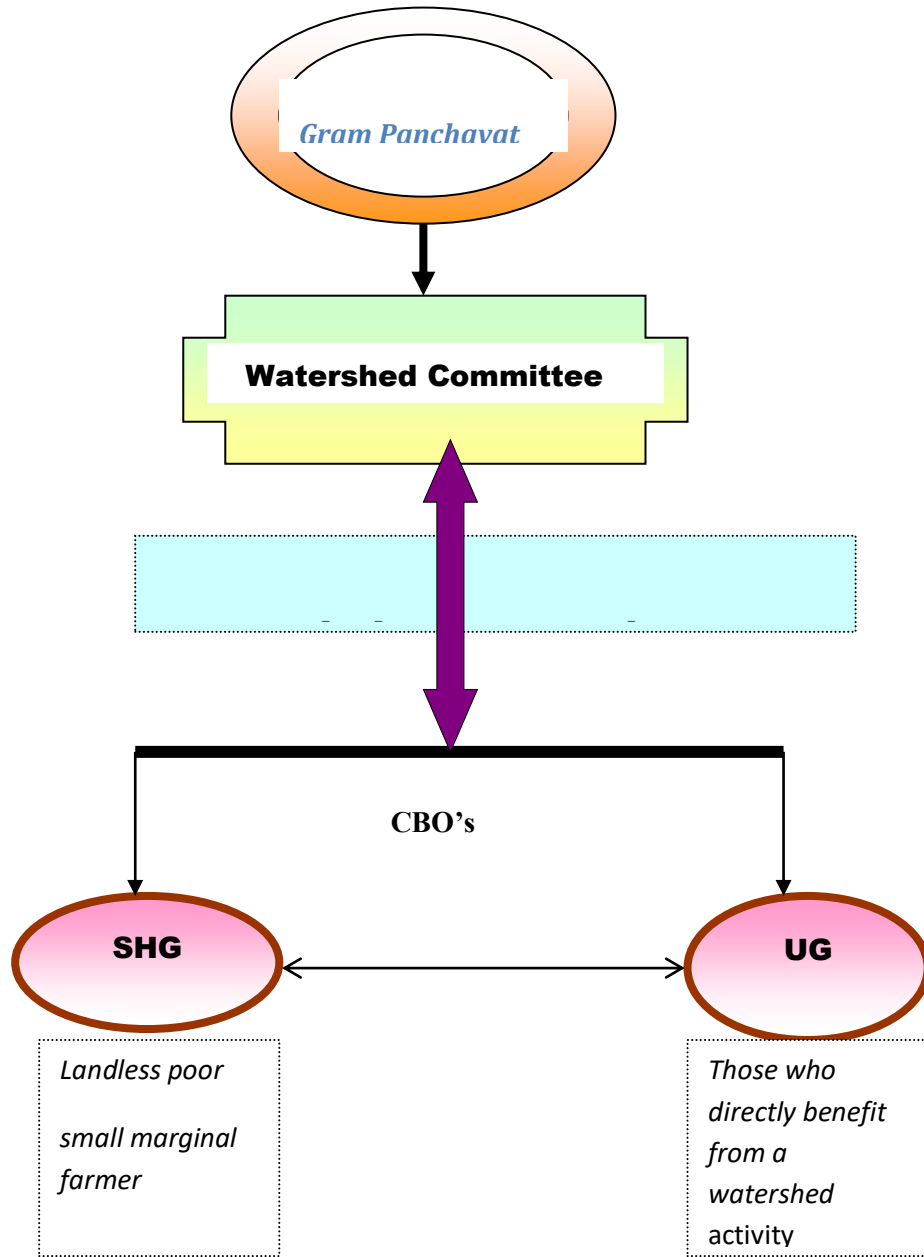 Gram Panchayat
Watershed Committee
CBO’s
SHG
UG
Landless poor
small marginal
farmer
Those who
directly benefit
from a
watershed
activity